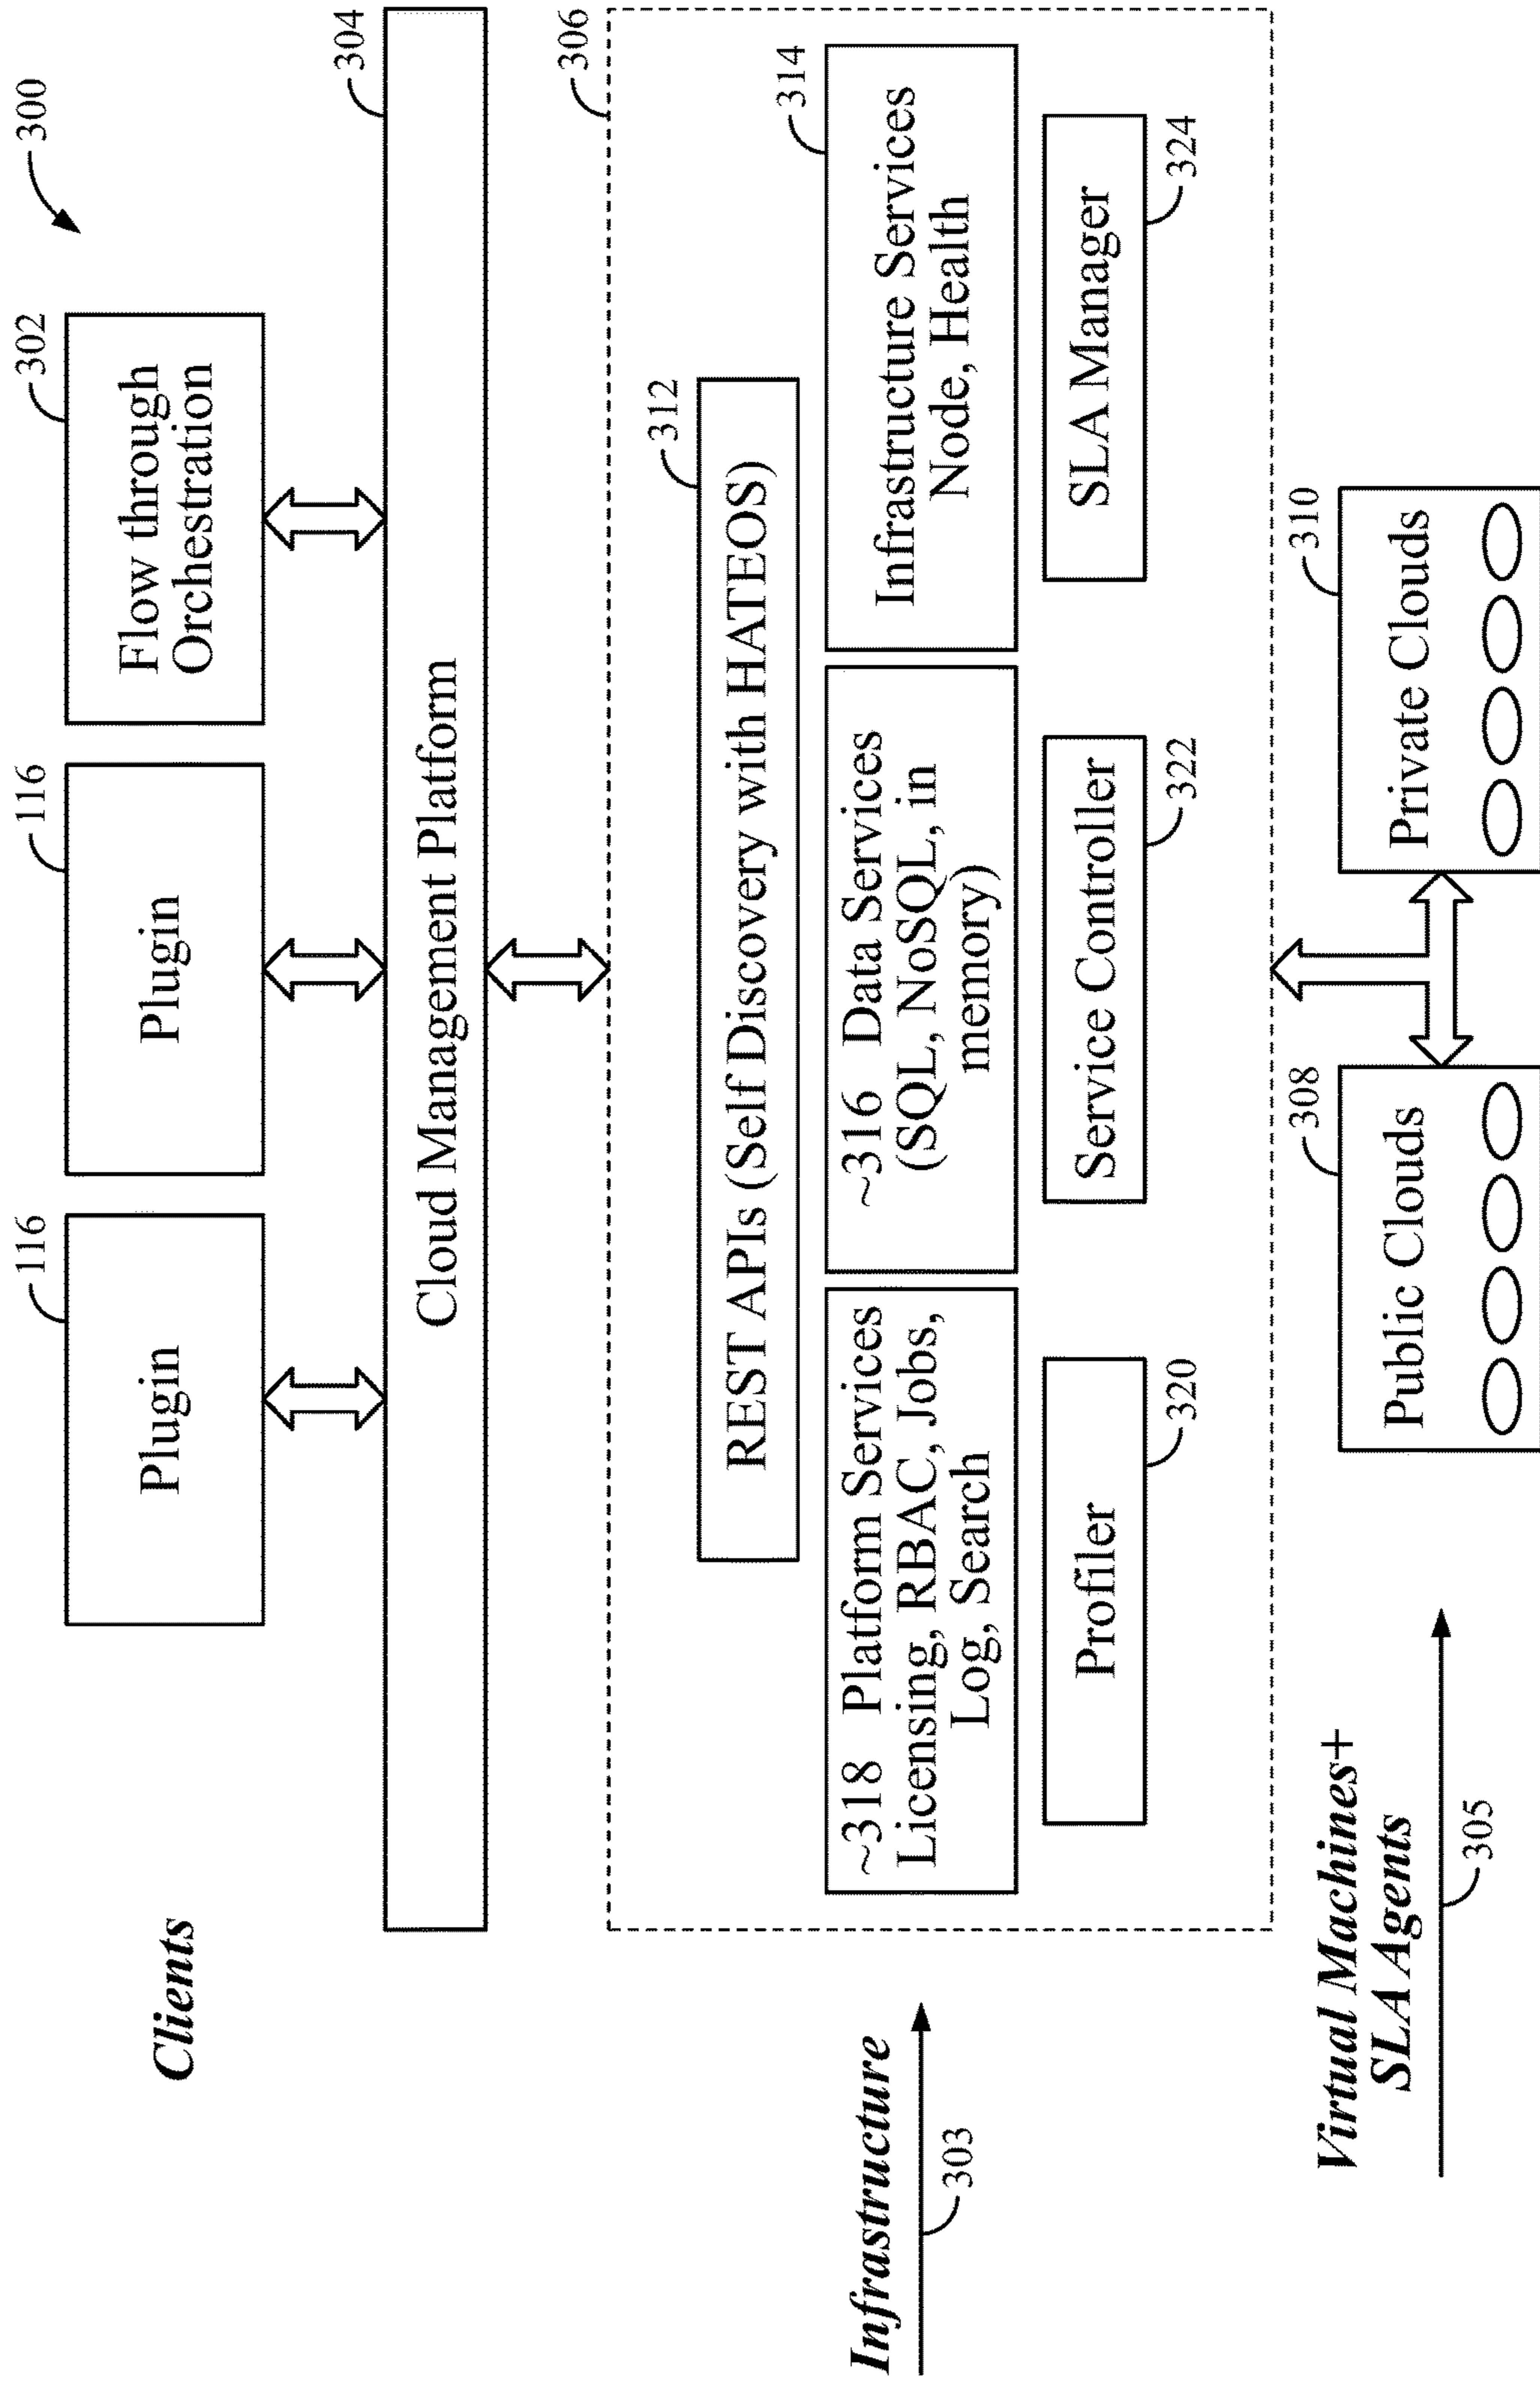 300
Clients
116
Plugin
116
Plugin
302
Flow through
Orchestration
304
Cloud Management Platform
306
312
REST APIs (Self Discovery with HATEOS)
Infrastructure
303
~318 Platform Services
Licensing, RBAC, Jobs,
Log, Search
~316 Data Services
(SQL, NoSQL, in
memory)
314
Infrastructure Services
Node, Health
Profiler
320
Service Controller
322
SLA Manager
324
Virtual Machines+
SLA Agents
305
308
Public Clouds
310
Private Clouds